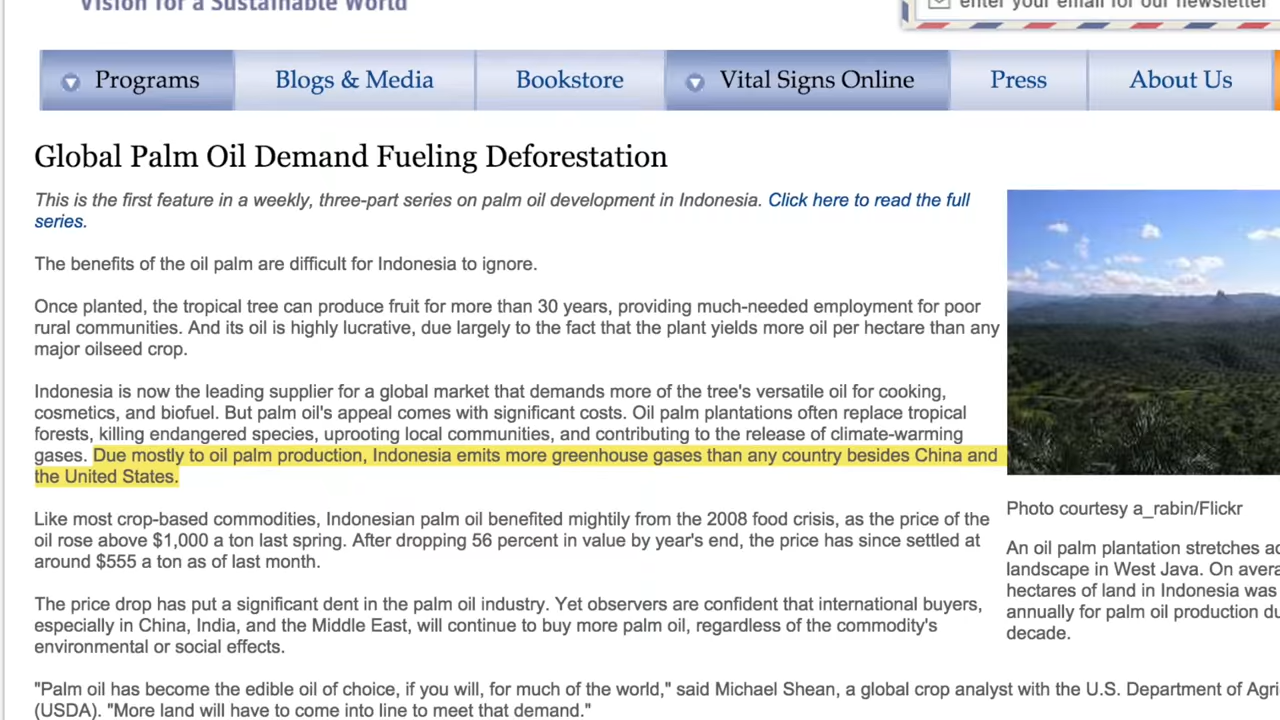 Vision for a Sustainable World
enter your email for our newsletter
Programs
Blogs & Media
Bookstore
Vital Signs Online
Press
About Us
Global Palm Oil Demand Fueling Deforestation
This is the first feature in a weekly, three-part series on palm oil development in Indonesia. Click here to read the full
series.
The benefits of the oil palm are difficult for Indonesia to ignore.
Once planted, the tropical tree can produce fruit for more than 30 years, providing much-needed employment for poor
rural communities. And its oil is highly lucrative, due largely to the fact that the plant yields more oil per hectare than any
major oilseed crop.
Indonesia is now the leading supplier for a global market that demands more of the tree's versatile oil for cooking,
cosmetics, and biofuel. But palm oil's appeal comes with significant costs. Oil palm plantations often replace tropical
forests, killing endangered species, uprooting local communities, and contributing to the release of climate-warming
gases. Due mostly to oil palm production, Indonesia emits more greenhouse gases than any country besides China and
the United States.
Like most crop-based commodities, Indonesian palm oil benefited mightily from the 2008 food crisis, as the price of the
oil rose above $1,000 a ton last spring. After dropping 56 percent in value by year's end, the price has since settled at
around $555 a ton as of last month.
The price drop has put a significant dent in the palm oil industry. Yet observers are confident that international buyers,
especially in China, India, and the Middle East, will continue to buy more palm oil, regardless of the commodity's
environmental or social effects.
"Palm oil has become the edible oil of choice, if you will, for much of the world," said Michael Shean, a global crop analyst with the U.S. Department of Agri
(USDA). "More land will have to come into line to meet that demand."
Photo courtesy a_rabin/Flickr
An oil palm plantation stretches ac
landscape in West Java. On avera
hectares of land in Indonesia was
annually for palm oil production du
decade.